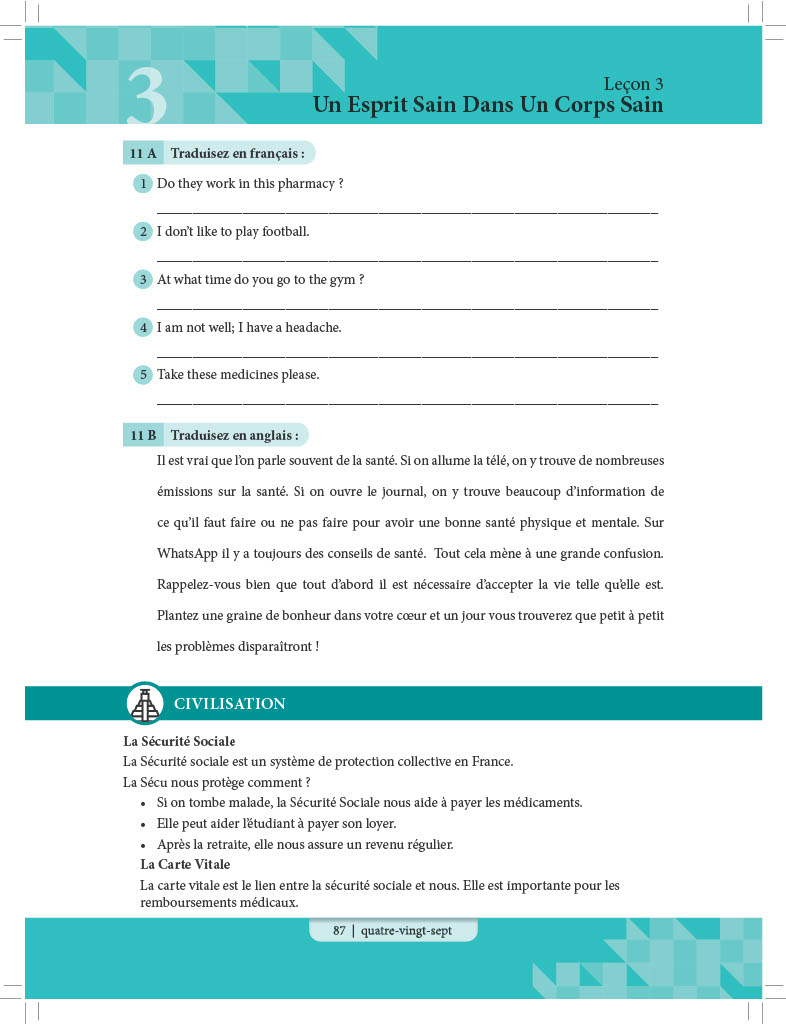 3
Leçon 3
Un Esprit Sain Dans Un Corps Sain
11 A Traduisez en français :
1 Do they work in this pharmacy ?
2 I don't like to play football.
3 At what time do you go to the gym ?
4 I am not well; I have a headache.
5 Take these medicines please.
11 B Traduisez en anglais :
Il est vrai que l'on parle souvent de la santé. Si on allume la télé, on y trouve de nombreuses
émissions sur la santé. Si on ouvre le journal, on y trouve beaucoup d'information de
ce qu'il faut faire ou ne pas faire pour avoir une bonne santé physique et mentale. Sur
WhatsApp il y a toujours des conseils de santé. Tout cela mène à une grande confusion.
Rappelez-vous bien que tout d'abord il est nécessaire d'accepter la vie telle qu'elle est.
Plantez une graine de bonheur dans votre cœur et un jour vous trouverez que petit à petit
les problèmes disparaîtront !
CIVILISATION
La Sécurité Sociale
La Sécurité sociale est un système de protection collective en France.
La Sécu nous protège comment ?
• Si on tombe malade, la Sécurité Sociale nous aide à payer les médicaments.
• Elle peut aider l'étudiant à payer son loyer.
• Après la retraite, elle nous assure un revenu régulier.
La Carte Vitale
La carte vitale est le lien entre la sécurité sociale et nous. Elle est importante pour les
remboursements médicaux.
87 | quatre-vingt-sept